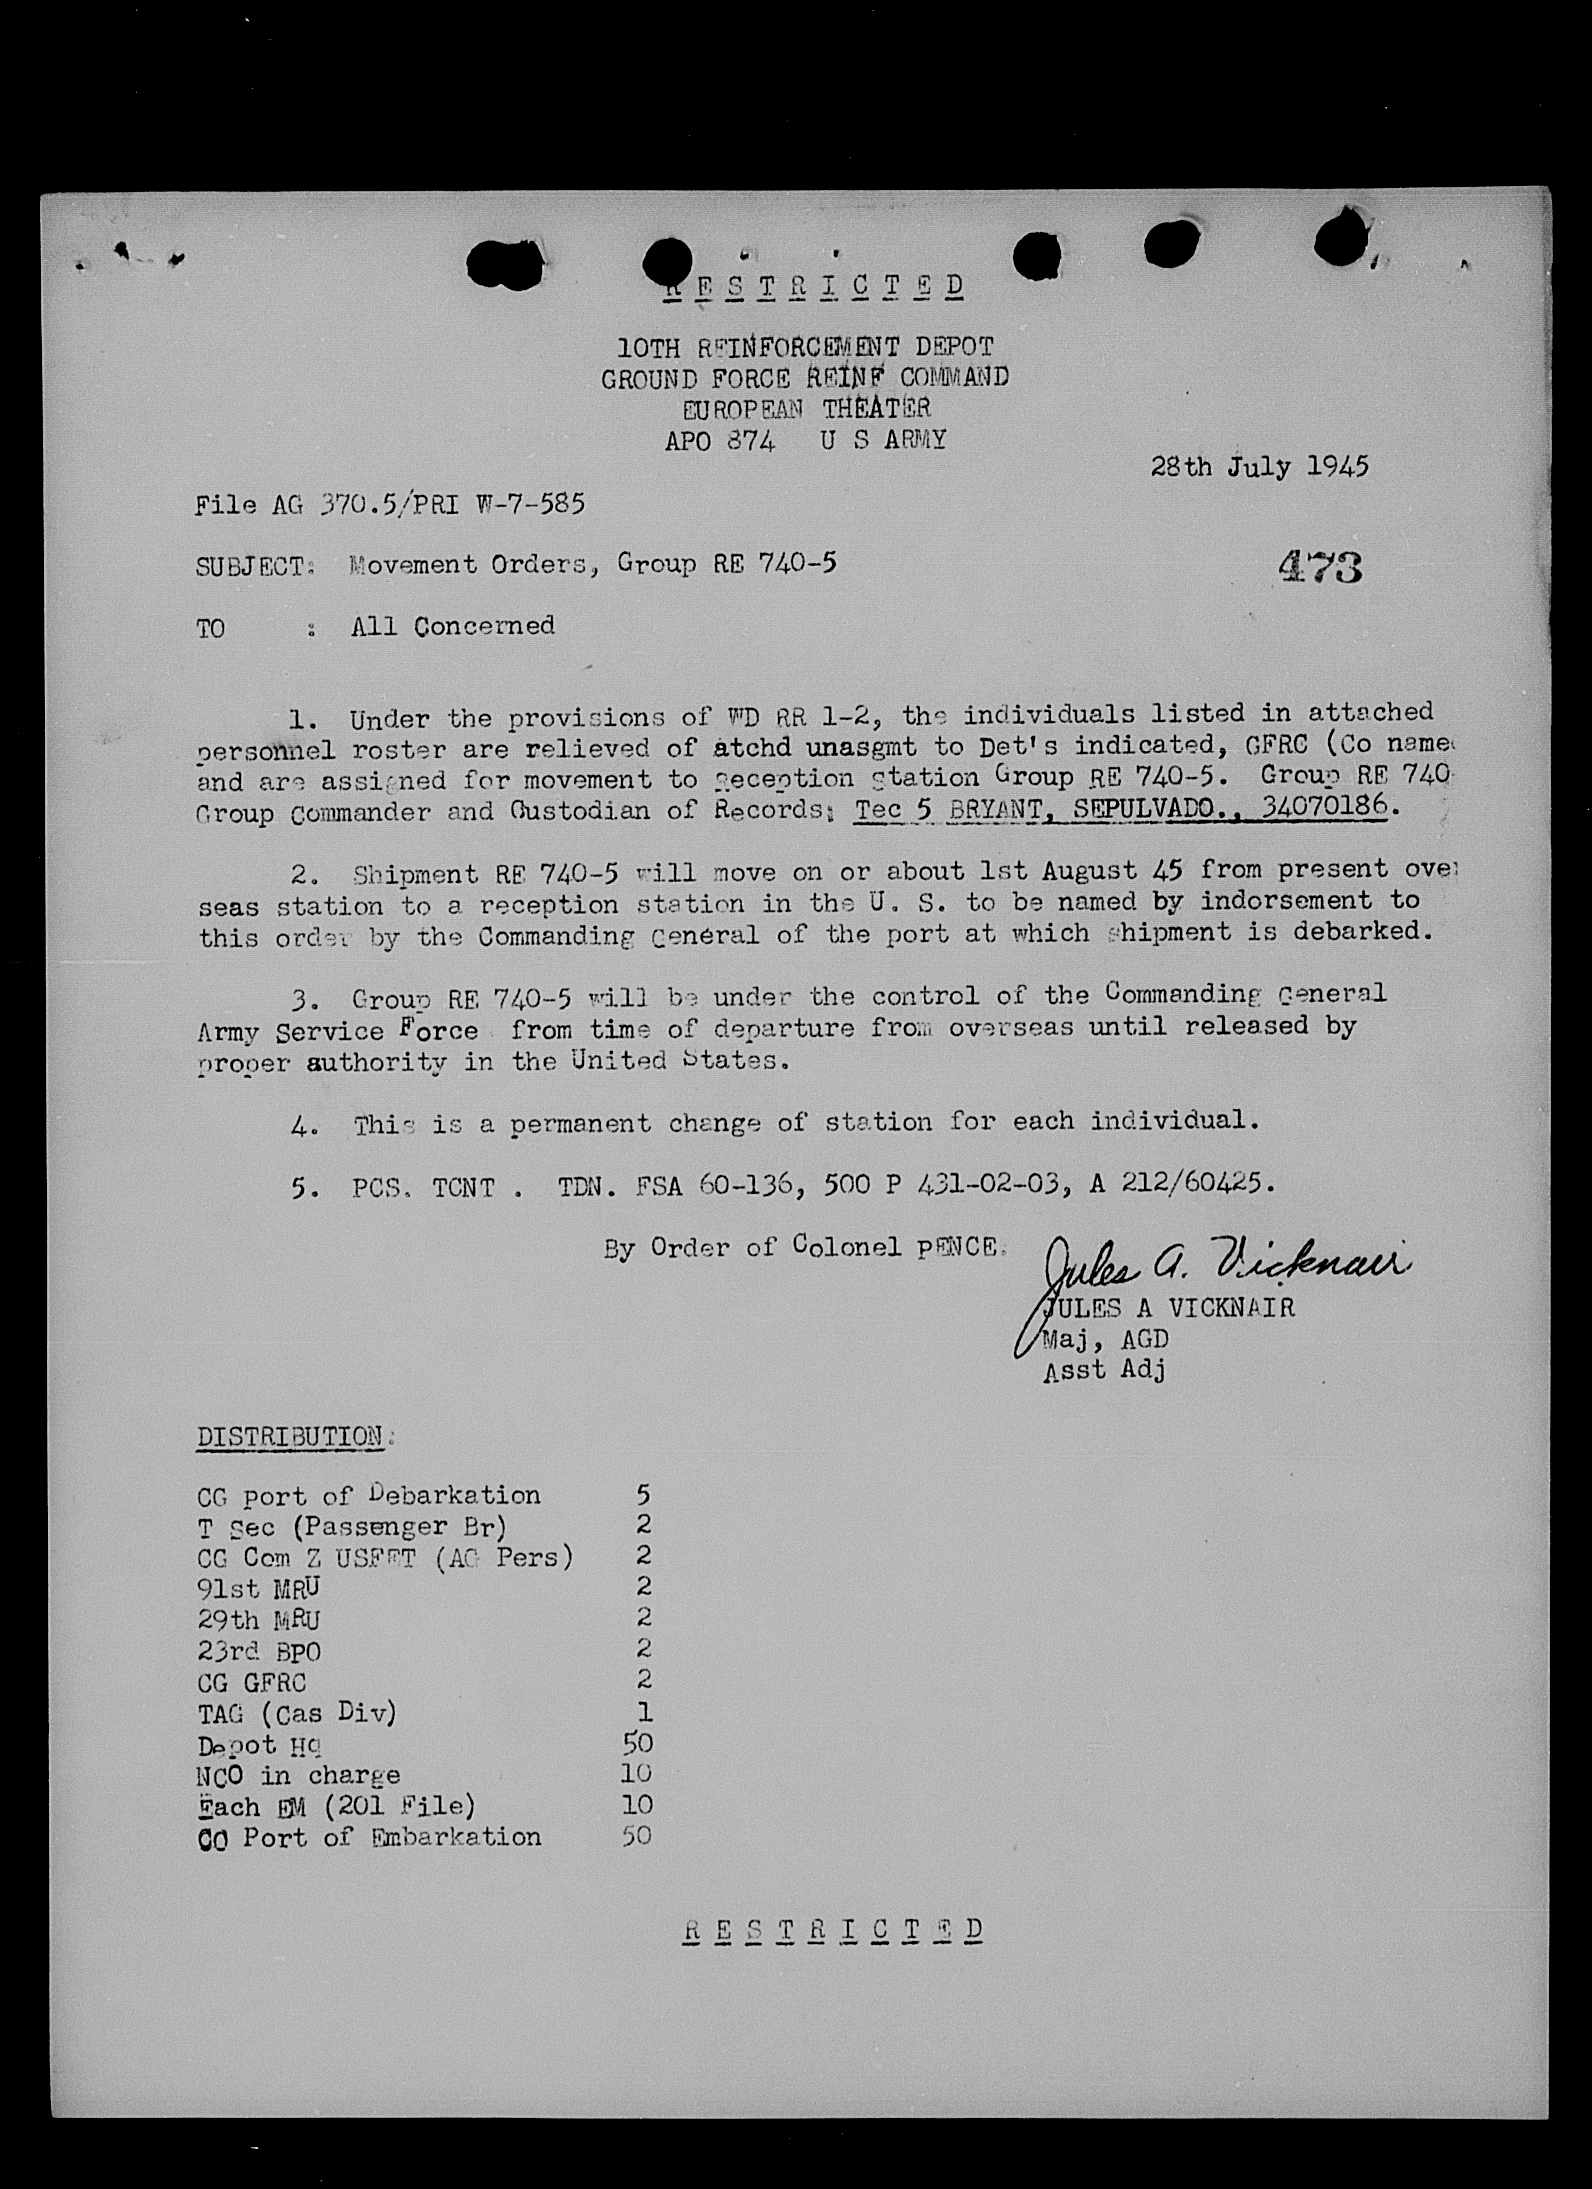 R E S T R I C T E D
10TH REINFORCEMENT DEPOT
GROUND FORCE REINF COMMAND
EUROPEAN THEATER
APO 874 U S ARMY
28th July 1945
File AG 370.5/PRI W-7-585
SUBJECT: Movement Orders, Group RE 740-5
473
TO : All Concerned
1. Under the provisions of WD RR 1-2, the individuals listed in attached
personnel roster are relieved of atchd unasgmt to Det's indicated, GFRC (Co name
and are assigned for movement to Reception Station Group RE 740-5. Group RE 740-
Group Commander and Custodian of Records: Tec 5 BRYANT, SEPULVADO., 34070186.
2. Shipment RE 740-5 will move on or about 1st August 45 from present over
seas station to a reception station in the U. S. to be named by indorsement to
this order by the Commanding General of the port at which shipment is debarked.
3. Group RE 740-5 will be under the control of the Commanding General
Army Service Force from time of departure from overseas until released by
proper authority in the United States.
4. This is a permanent change of station for each individual.
5. PCS. TCNT . TDN. FSA 60-136, 500 P 431-02-03, A 212/60425.
By Order of Colonel PENCE.
Jules A. Vicknair
JULES A VICKNAIR
Maj, AGD
Asst Adj
DISTRIBUTION:
CG Port of Debarkation 5
T Sec (Passenger Br) 2
CG Com Z USFET (AG Pers) 2
91st MRU 2
29th MRU 2
23rd BPO 2
CG GFRC 2
TAG (Cas Div) 1
Depot Hq 50
NCO in charge 10
Each EM (201 File) 10
CO Port of Embarkation 50
R E S T R I C T E D